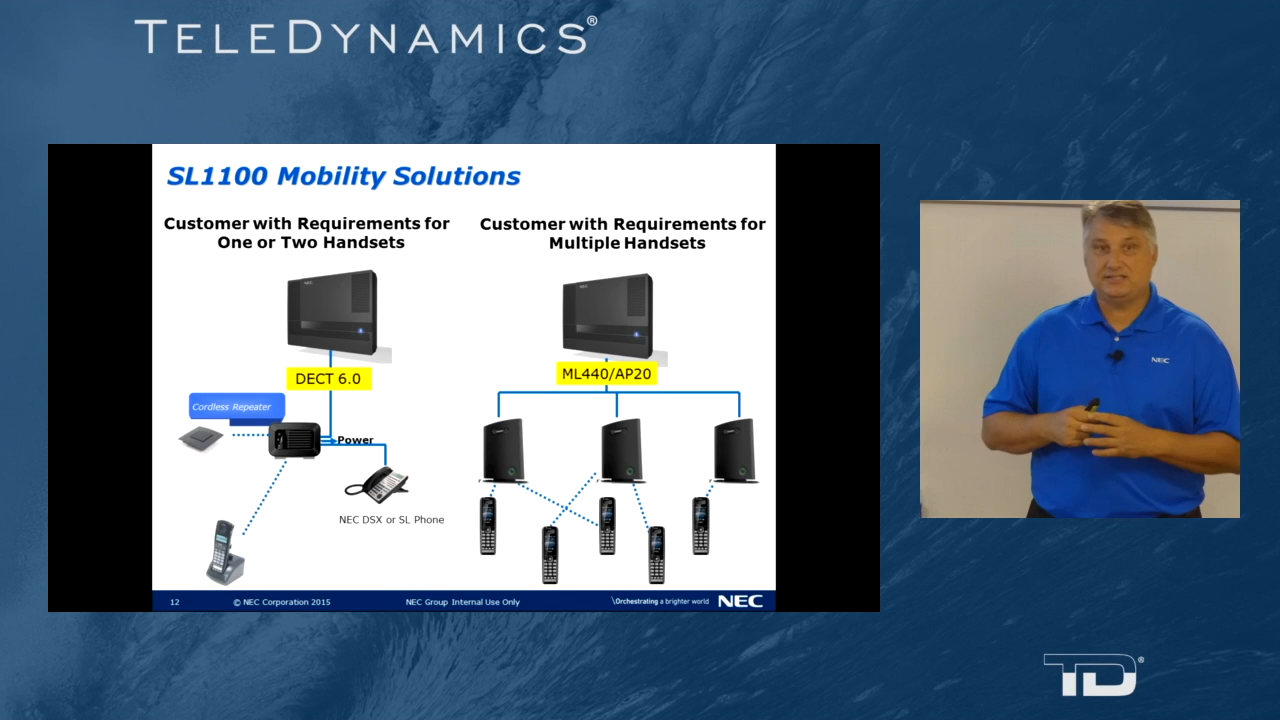 TELEDYNAMICS®
SL1100 Mobility Solutions
Customer with Requirements for
One or Two Handsets
Customer with Requirements for
Multiple Handsets
DECT 6.0
ML440/AP20
Cordless Repeater
Power
NEC DSX or SL Phone
12
© NEC Corporation 2015
NEC Group Internal Use Only
\Orchestrating a brighter world
NEC
NEC
TD®